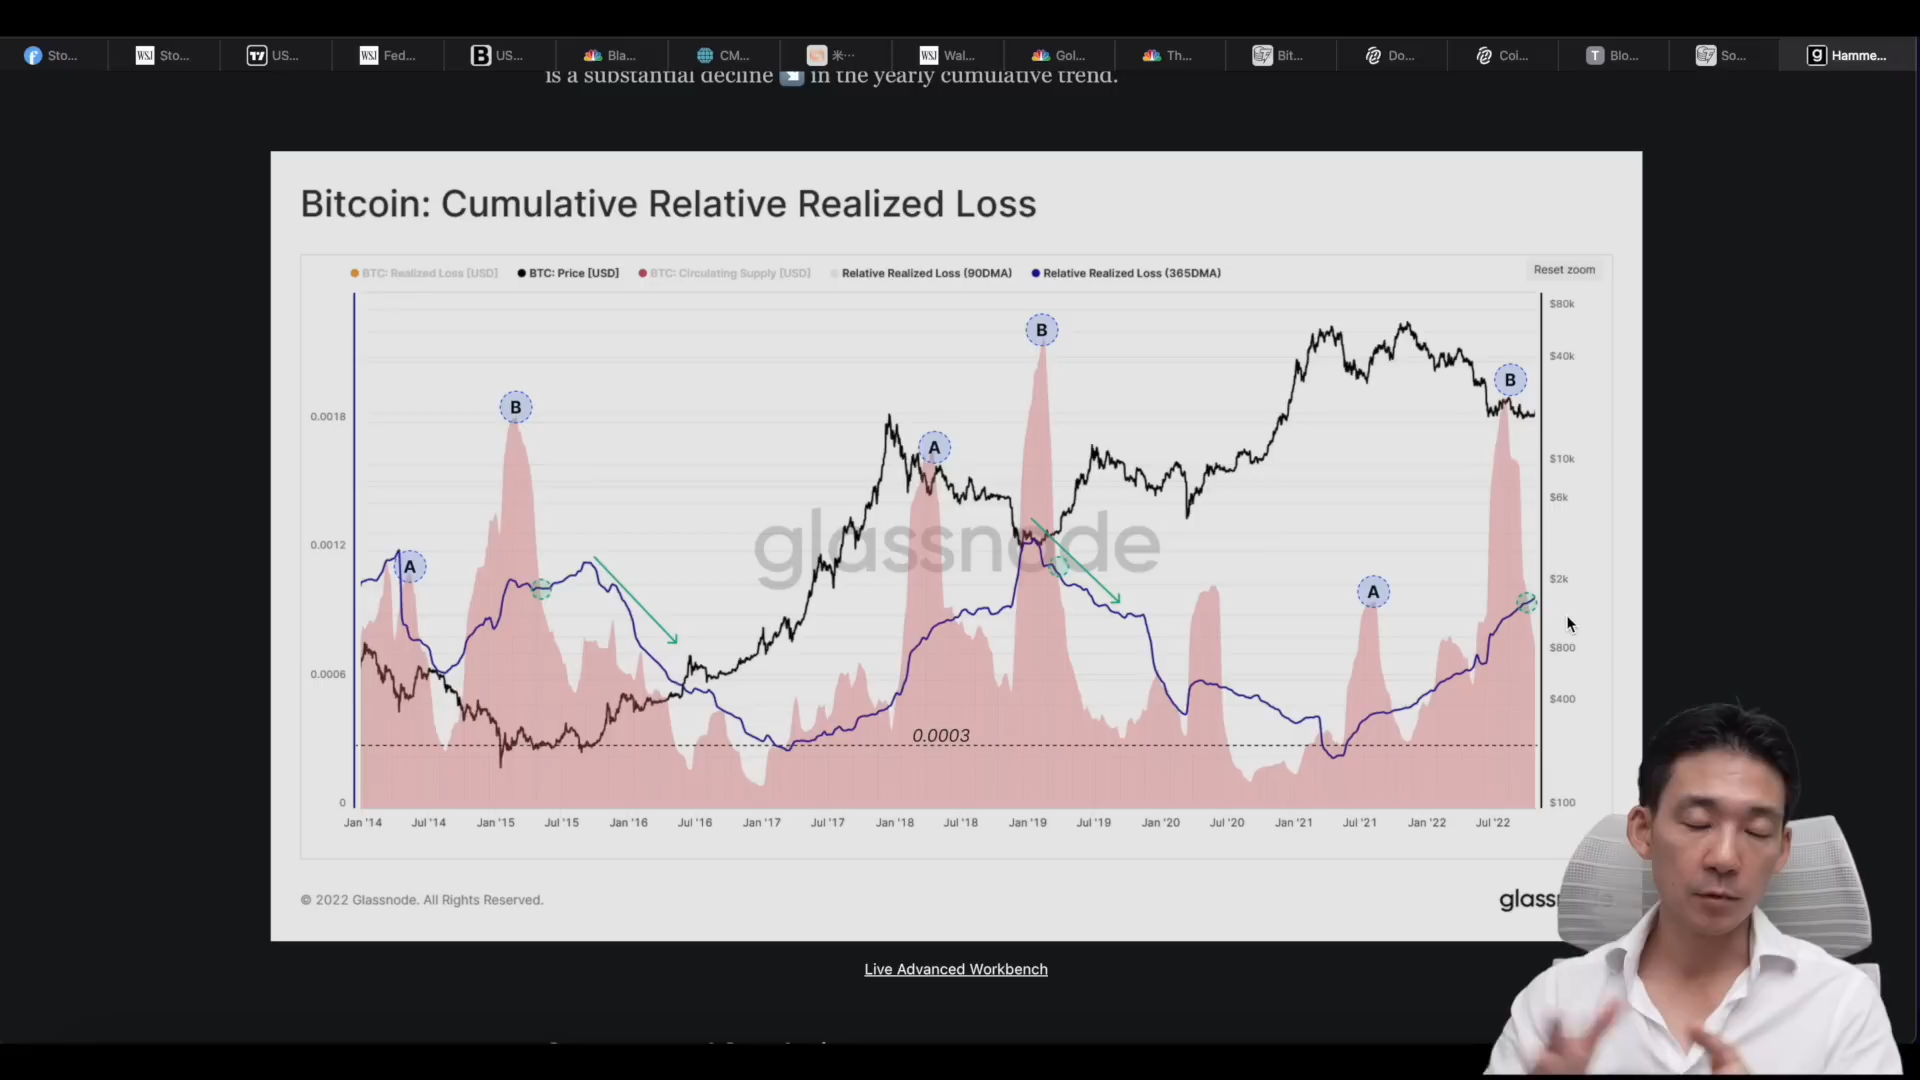 Sto...
Sto...
US...
Fed...
US...
Bla...
CM...
米…
Wal...
Gol...
Th...
Bit...
Do...
Coi...
Blo...
So...
Hamme...
is a substantial decline ↘ in the yearly cumulative trend.
Bitcoin: Cumulative Relative Realized Loss
BTC: Realized Loss [USD] BTC: Price [USD] BTC: Circulating Supply [USD] Relative Realized Loss (90DMA) Relative Realized Loss (365DMA)
Reset zoom
0.0018
0.0012
0.0006
0
$80k
$40k
$10k
$6k
$2k
$800
$400
$100
A
B
A
B
A
B
glassnode
0.0003
Jan '14 Jul '14 Jan '15 Jul '15 Jan '16 Jul '16 Jan '17 Jul '17 Jan '18 Jul '18 Jan '19 Jul '19 Jan '20 Jul '20 Jan '21 Jul '21 Jan '22 Jul '22
© 2022 Glassnode. All Rights Reserved.
glass
Live Advanced Workbench